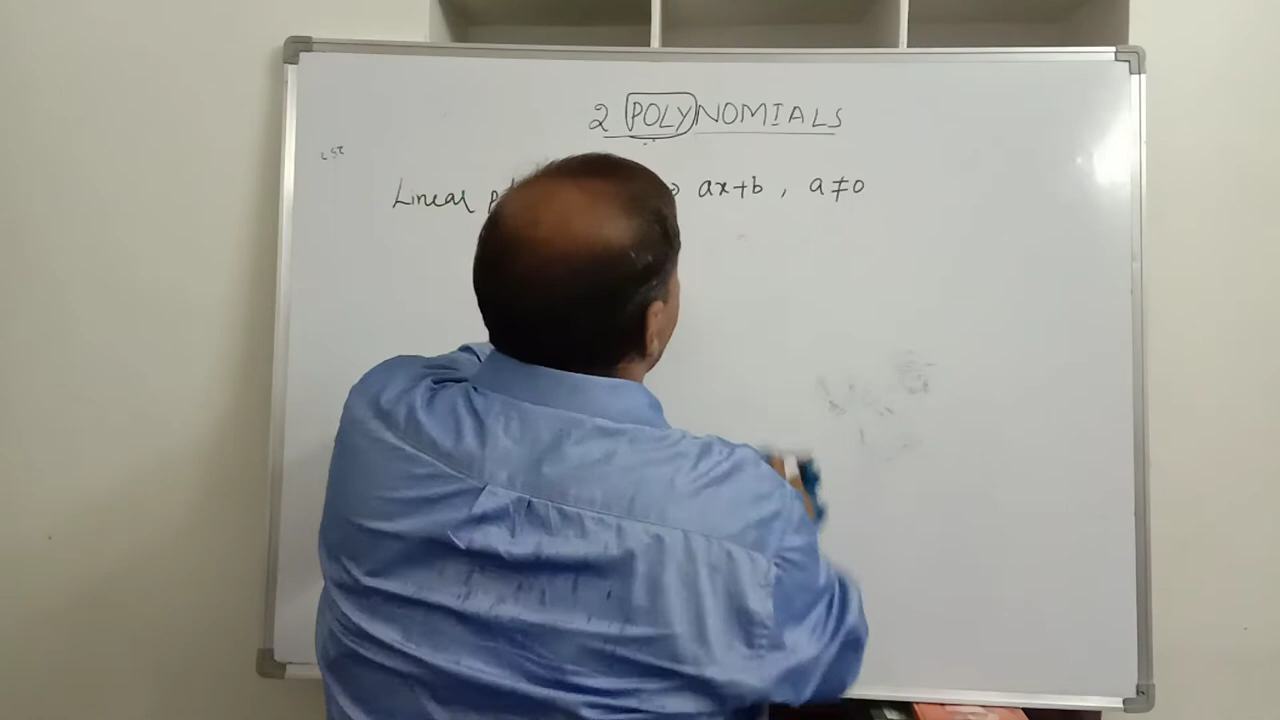 2 POLYNOMIALS
Linear ax+b , a≠0